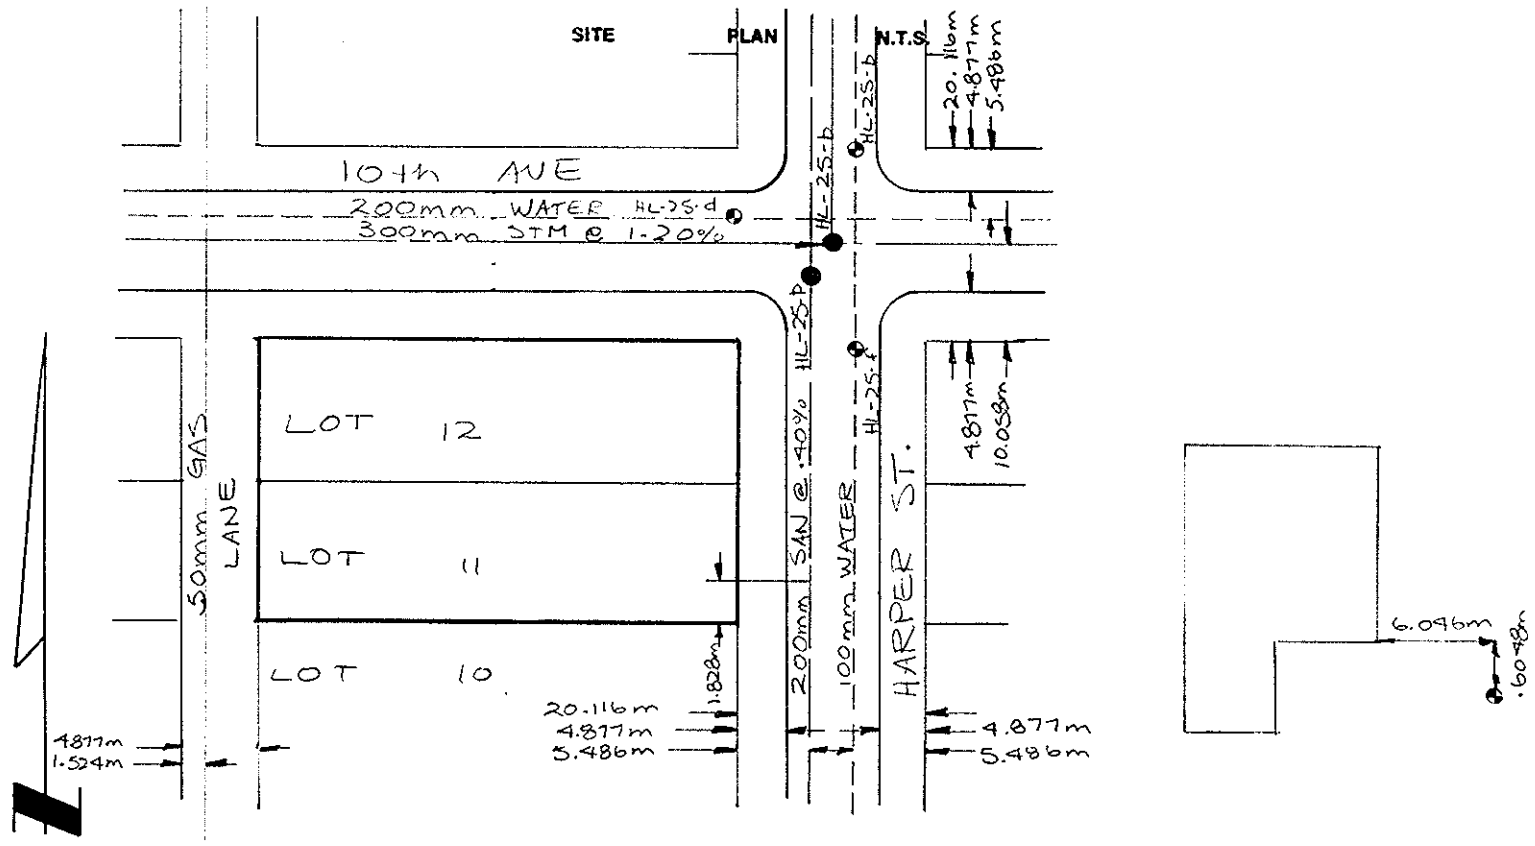 SITE PLAN N.T.S.
20.116m
4.877m
5.486m
HL-25-b
HL-25-b
10th AVE
200mm WATER HL-25-d
300mm STM @ 1.20%
HL-25-b
HL-25-f
4.877m
10.058m
LOT 12
50mm GAS
LANE
200mm SAN @ .40%
100mm WATER
HARPER ST.
LOT 11
LOT 10
1.828m
6.046m
.6048m
20.116m
4.877m
5.486m
4.877m
5.486m
4877m
1.524m